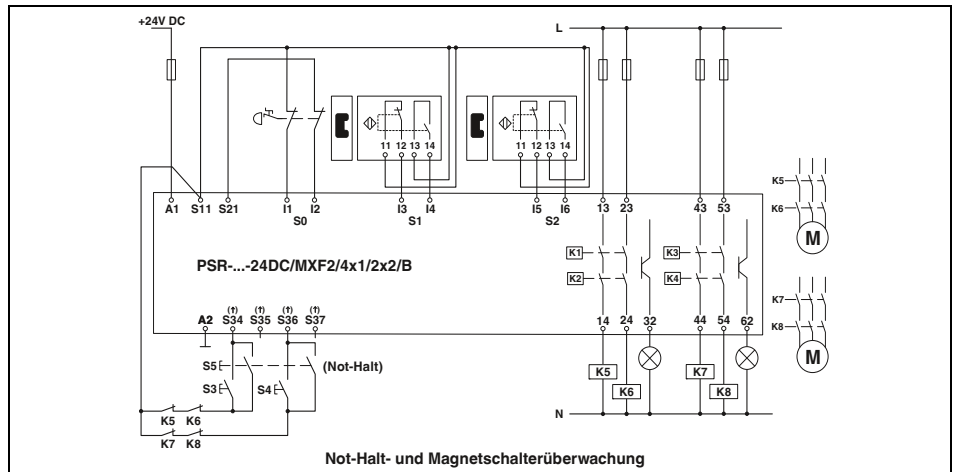 +24V DC
L
11 12 13 14
11 12 13 14
K5
K6
M
A1 S11 S21 I1 I2 I3 I4 I5 I6 13 23 43 53
S0 S1 S2
K1 K3
K2 K4
PSR-...-24DC/MXF2/4x1/2x2/B
K7
K8
M
(†) (†) (†) (†)
A2 S34 S35 S36 S37 14 24 32 44 54 62
S5 (Not-Halt)
S3 S4
K5 K7
K6 K8
K5 K6
N
K7 K8
Not-Halt- und Magnetschalterüberwachung